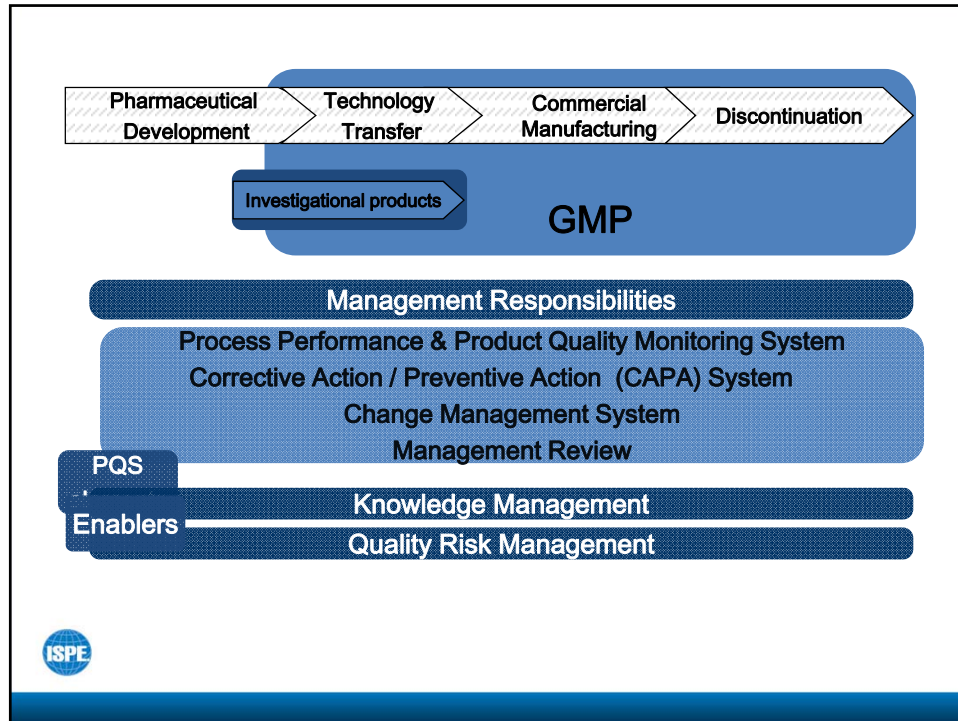 Pharmaceutical
Development
Technology
Transfer
Commercial
Manufacturing
Discontinuation
Investigational products
GMP
Management Responsibilities
Process Performance & Product Quality Monitoring System
Corrective Action / Preventive Action (CAPA) System
Change Management System
Management Review
PQS
Enablers
Knowledge Management
Quality Risk Management
ISPE